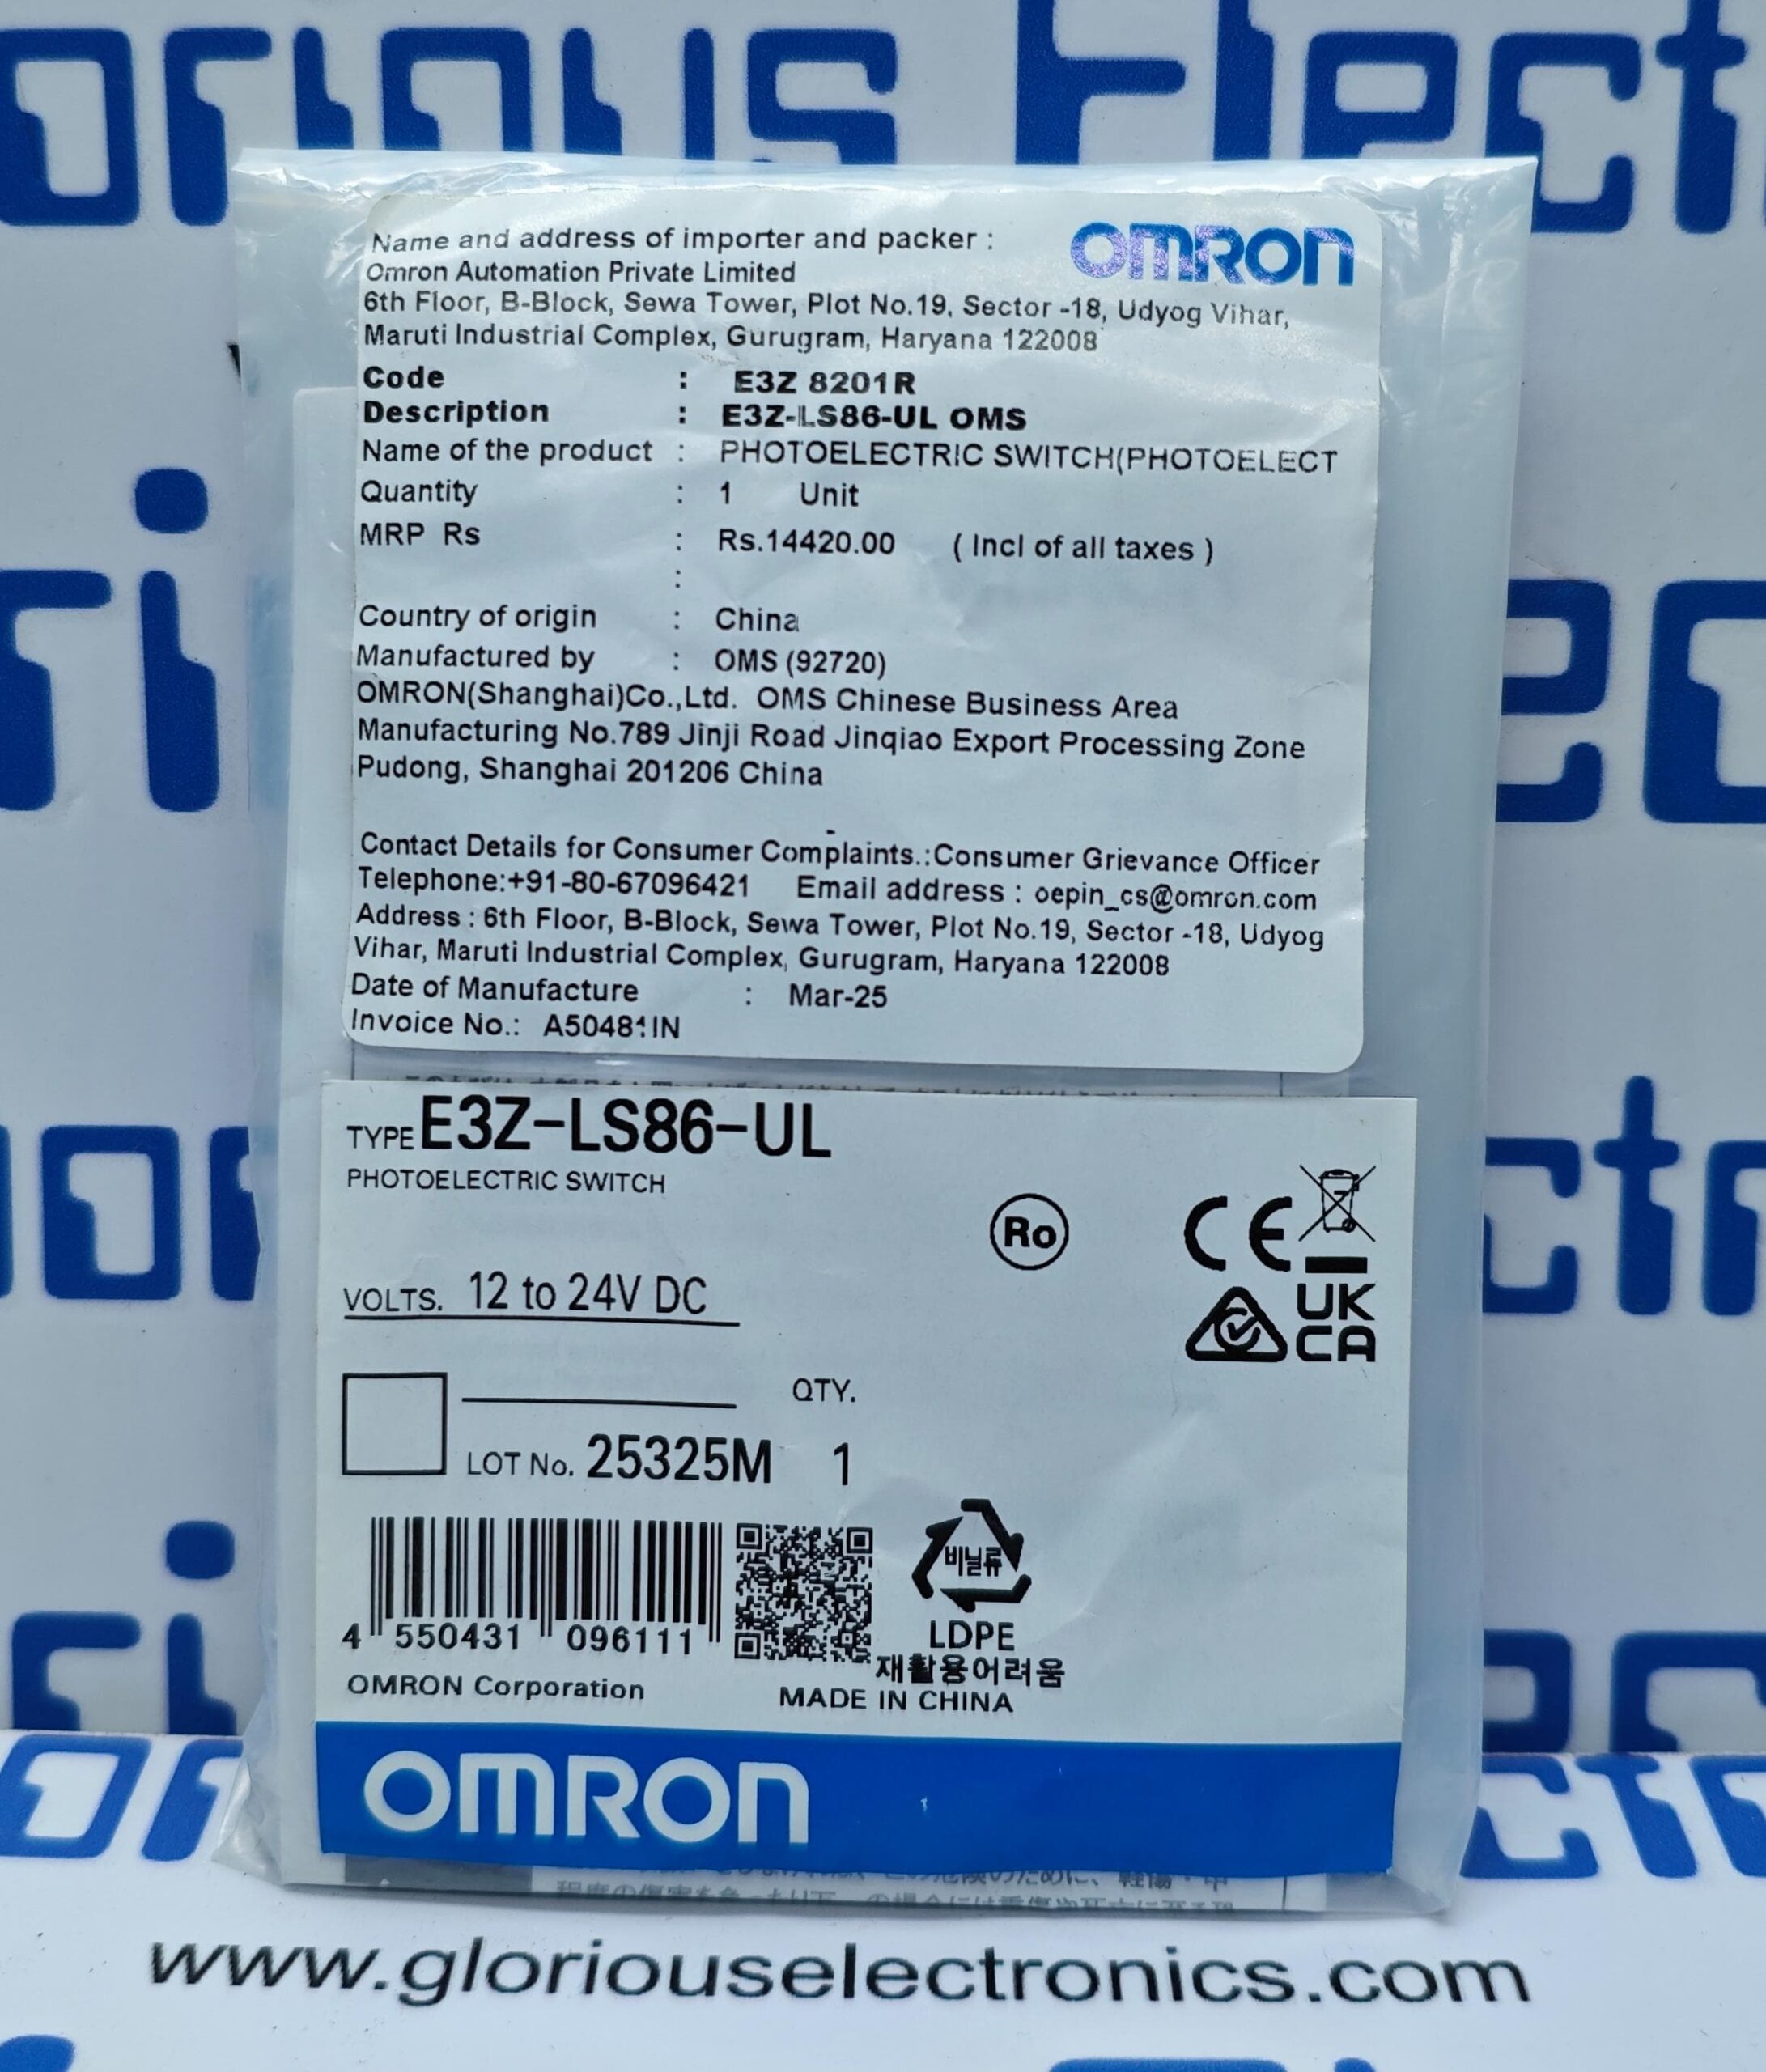 Name and address of importer and packer :
OMRON
Omron Automation Private Limited
6th Floor, B-Block, Sewa Tower, Plot No.19, Sector -18, Udyog Vihar,
Maruti Industrial Complex, Gurugram, Haryana 122008
Code : E3Z 8201R
Description : E3Z-LS86-UL OMS
Name of the product : PHOTOELECTRIC SWITCH(PHOTOELECT
Quantity : 1 Unit
MRP Rs : Rs.14420.00 ( Incl of all taxes )
:
Country of origin : China
Manufactured by : OMS (92720)
OMRON(Shanghai)Co.,Ltd. OMS Chinese Business Area
Manufacturing No.789 Jinji Road Jinqiao Export Processing Zone
Pudong, Shanghai 201206 China
Contact Details for Consumer Complaints.:Consumer Grievance Officer
Telephone:+91-80-67096421 Email address : oepin_cs@omron.com
Address : 6th Floor, B-Block, Sewa Tower, Plot No.19, Sector -18, Udyog
Vihar, Maruti Industrial Complex, Gurugram, Haryana 122008
Date of Manufacture : Mar-25
Invoice No.: A50481IN
TYPE E3Z-LS86-UL
PHOTOELECTRIC SWITCH
Ro
CE
VOLTS. 12 to 24V DC
UK
CA
QTY.
LOT No. 25325M 1
비닐류
LDPE
4 550431 096111
재활용어려움
OMRON Corporation
MADE IN CHINA
OMRON
www.gloriouselectronics.com